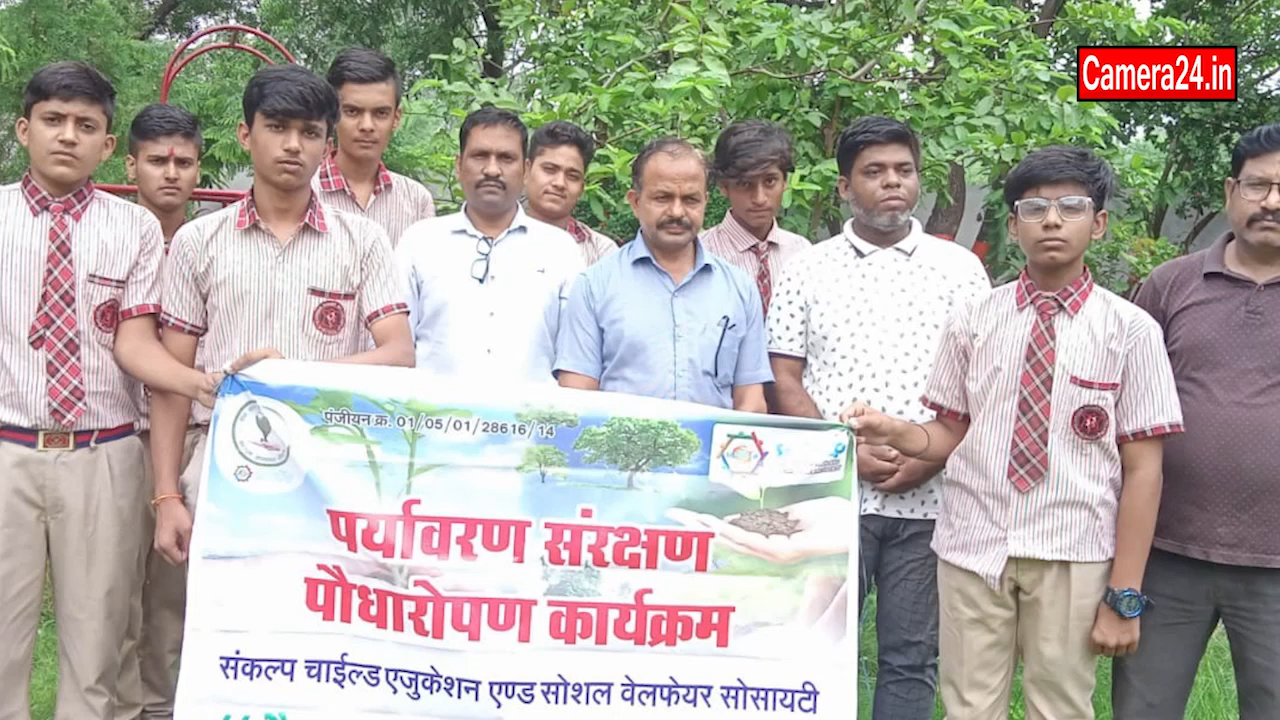 Camera24.in
पंजीयन क्र. 01/05/01/28616/14
पर्यावरण संरक्षण
पौधारोपण कार्यक्रम
संकल्प चाईल्ड एजुकेशन एण्ड सोशल वेलफेयर सोसायटी